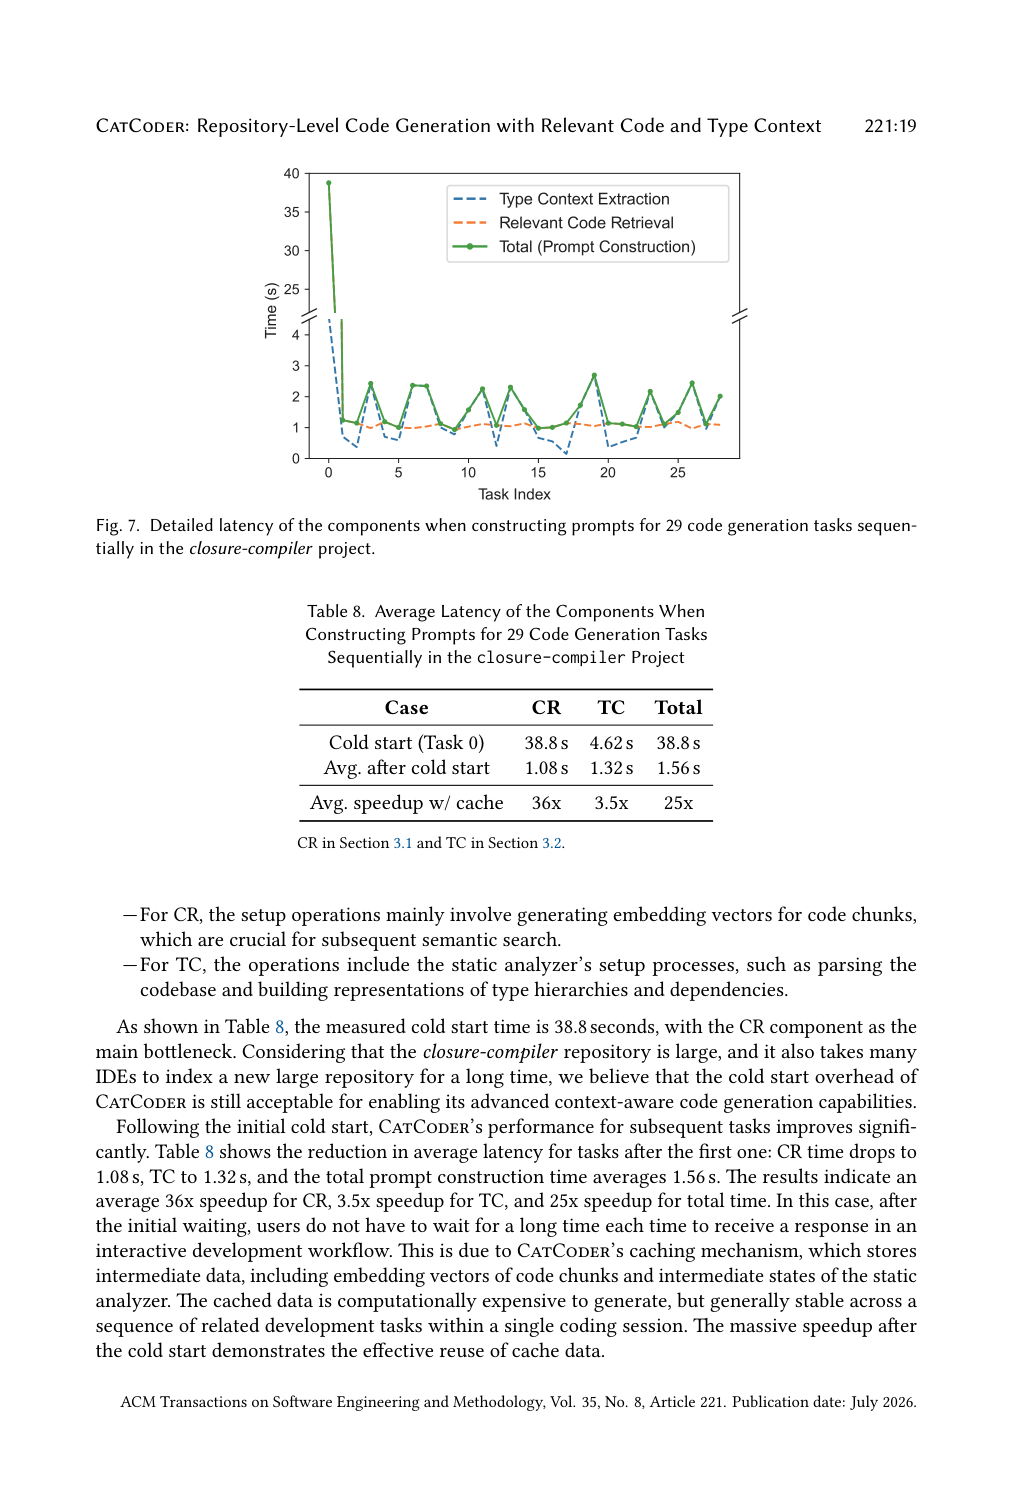 CATCODER: Repository-Level Code Generation with Relevant Code and Type Context 221:19
40
35
30
25
4
3
2
1
0
Time (s)
Type Context Extraction
Relevant Code Retrieval
Total (Prompt Construction)
0 5 10 15 20 25
Task Index
Fig. 7. Detailed latency of the components when constructing prompts for 29 code generation tasks sequen-
tially in the closure-compiler project.
Table 8. Average Latency of the Components When
Constructing Prompts for 29 Code Generation Tasks
Sequentially in the closure-compiler Project
Case CR TC Total
Cold start (Task 0) 38.8 s 4.62 s 38.8 s
Avg. after cold start 1.08 s 1.32 s 1.56 s
Avg. speedup w/ cache 36x 3.5x 25x
CR in Section 3.1 and TC in Section 3.2.
—For CR, the setup operations mainly involve generating embedding vectors for code chunks,
which are crucial for subsequent semantic search.
—For TC, the operations include the static analyzer's setup processes, such as parsing the
codebase and building representations of type hierarchies and dependencies.
As shown in Table 8, the measured cold start time is 38.8 seconds, with the CR component as the
main bottleneck. Considering that the closure-compiler repository is large, and it also takes many
IDEs to index a new large repository for a long time, we believe that the cold start overhead of
CATCODER is still acceptable for enabling its advanced context-aware code generation capabilities.
Following the initial cold start, CATCODER's performance for subsequent tasks improves signifi-
cantly. Table 8 shows the reduction in average latency for tasks after the first one: CR time drops to
1.08 s, TC to 1.32 s, and the total prompt construction time averages 1.56 s. The results indicate an
average 36x speedup for CR, 3.5x speedup for TC, and 25x speedup for total time. In this case, after
the initial waiting, users do not have to wait for a long time each time to receive a response in an
interactive development workflow. This is due to CATCODER's caching mechanism, which stores
intermediate data, including embedding vectors of code chunks and intermediate states of the static
analyzer. The cached data is computationally expensive to generate, but generally stable across a
sequence of related development tasks within a single coding session. The massive speedup after
the cold start demonstrates the effective reuse of cache data.
ACM Transactions on Software Engineering and Methodology, Vol. 35, No. 8, Article 221. Publication date: July 2026.